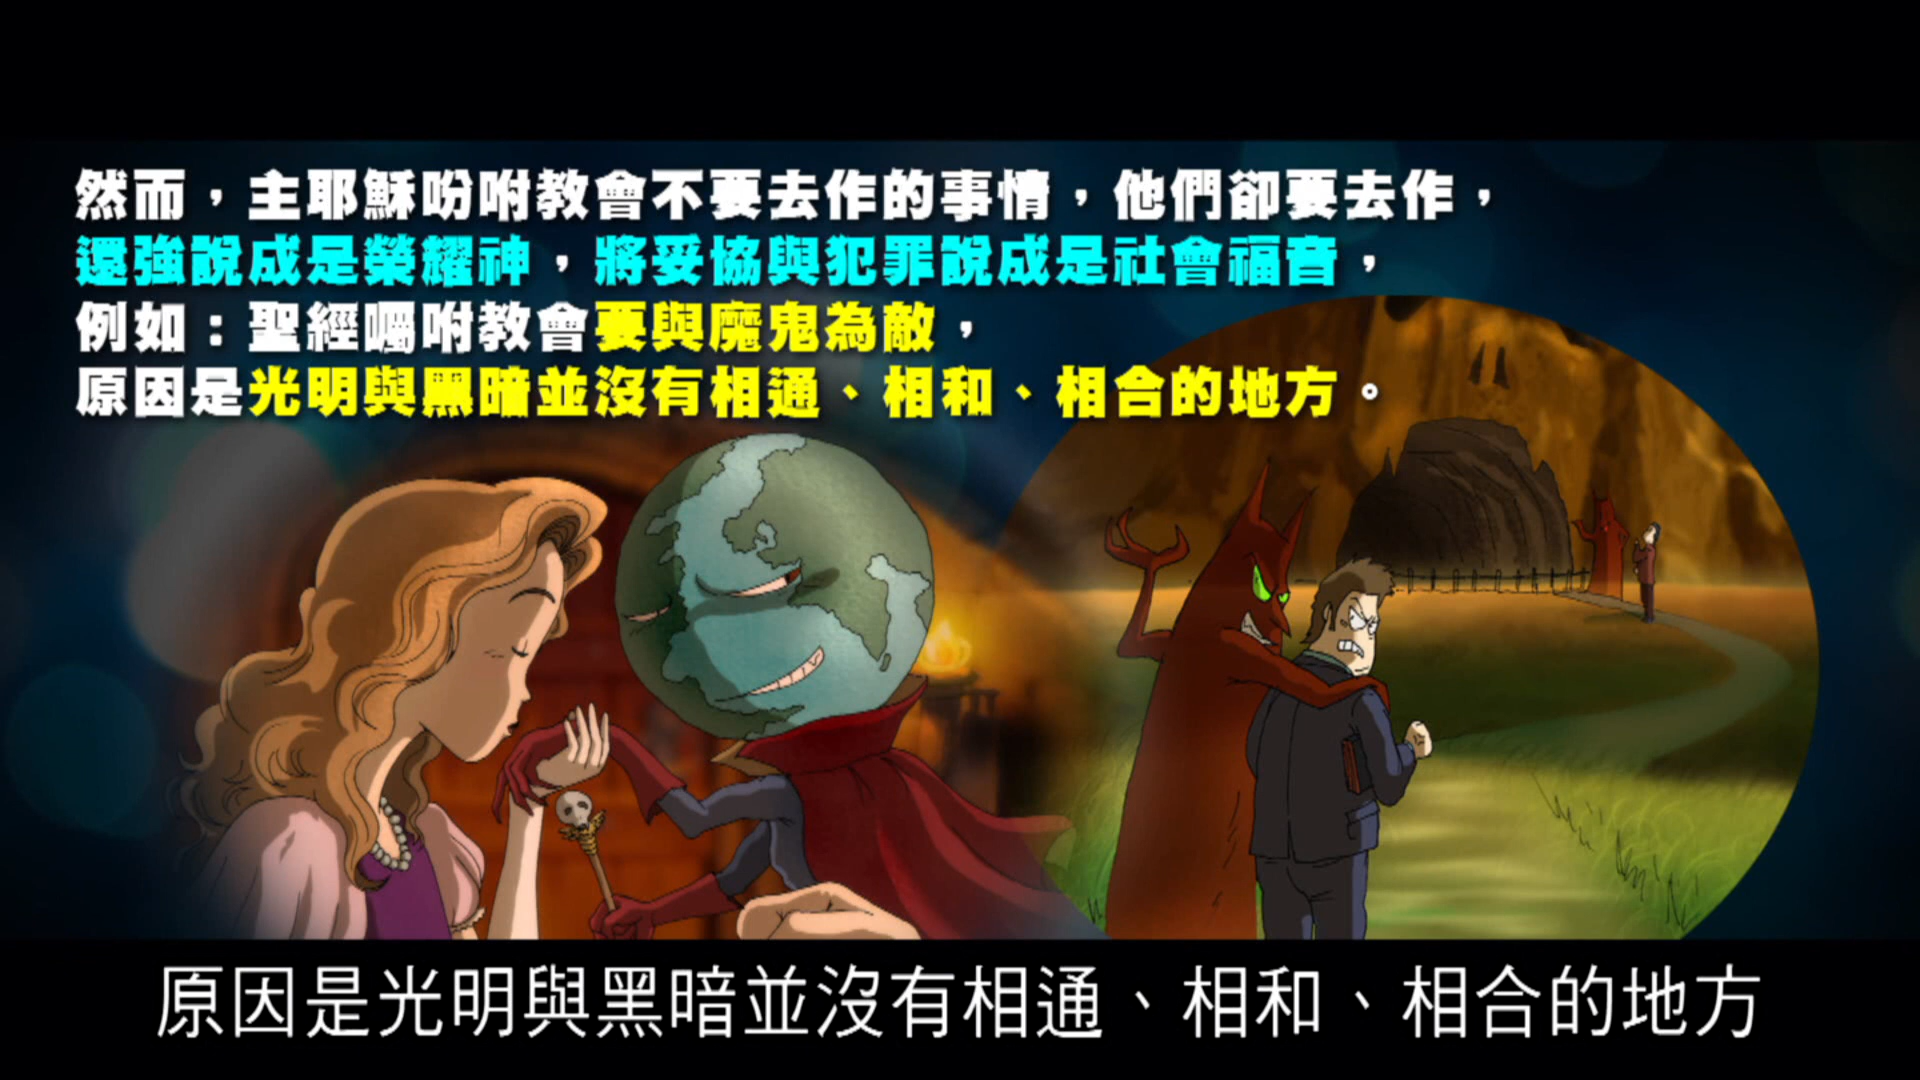 然而，主耶穌吩咐教會不要去作的事情，他們卻要去作，
還強說成是榮耀神，將妥協與犯罪說成是社會福音，
例如：聖經囑咐教會要與魔鬼為敵，
原因是光明與黑暗並沒有相通、相和、相合的地方。
原因是光明與黑暗並沒有相通、相和、相合的地方